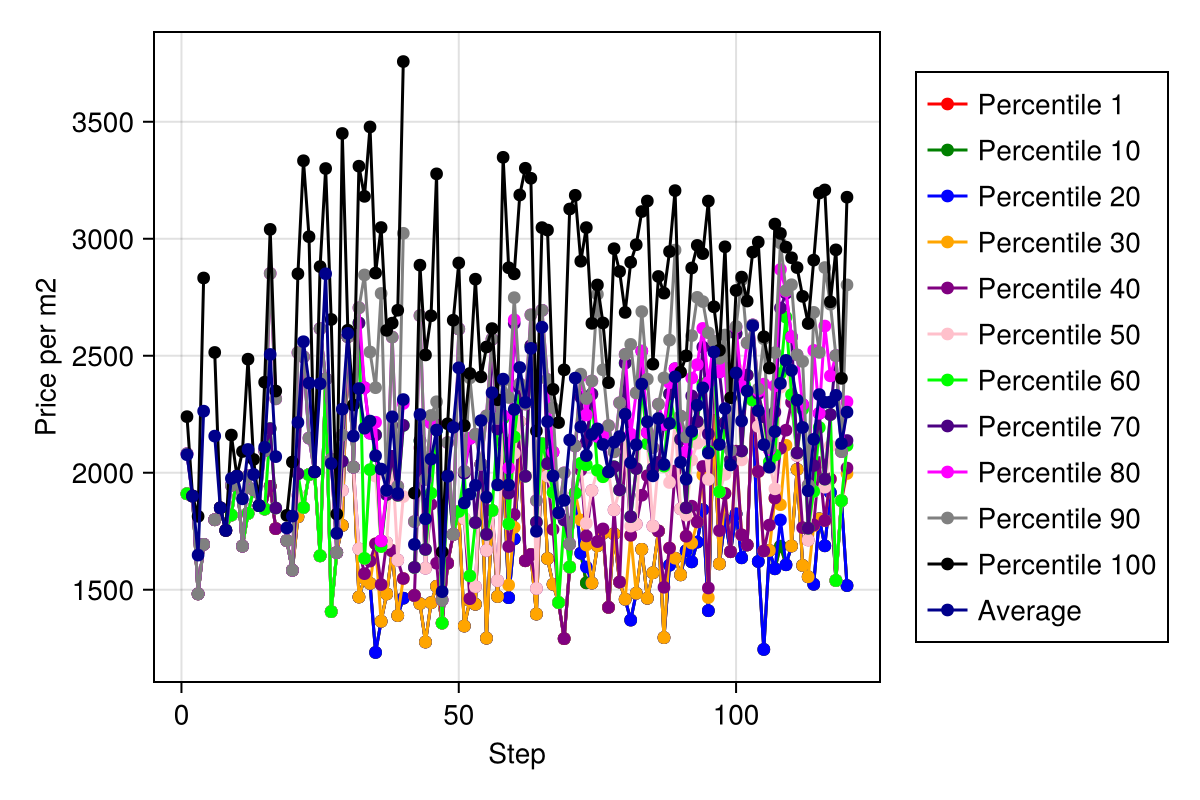 3500
3000
2500
2000
1500
Price per m2
0
50
100
Step
Percentile 1
Percentile 10
Percentile 20
Percentile 30
Percentile 40
Percentile 50
Percentile 60
Percentile 70
Percentile 80
Percentile 90
Percentile 100
Average